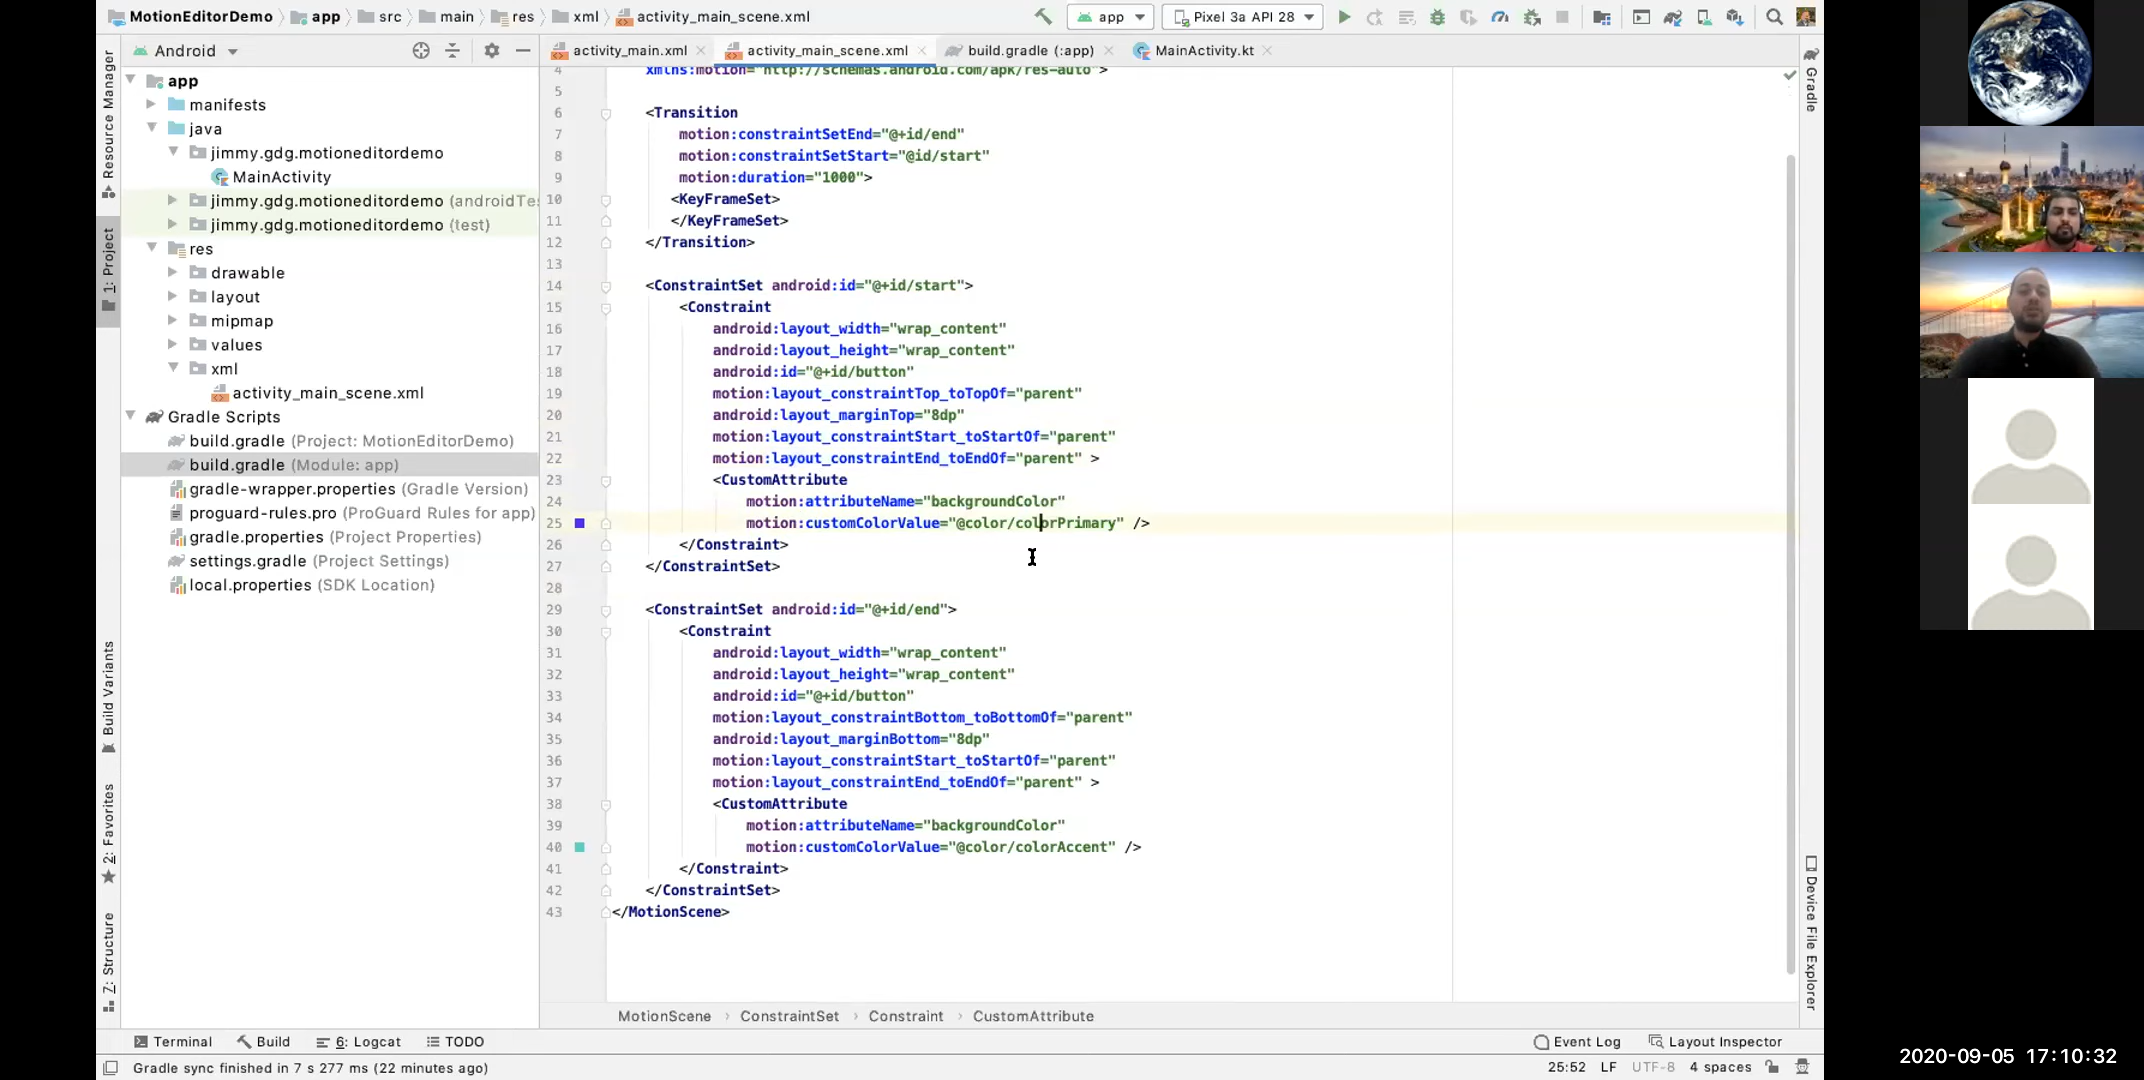 MotionEditorDemo app src main res xml activity_main_scene.xml app Pixel 3a API 28
Android activity_main.xml activity_main_scene.xml build.gradle (:app) MainActivity.kt
Resource Manager
1: Project
Build Variants
2: Favorites
Z: Structure
app
manifests
java
jimmy.gdg.motioneditordemo
MainActivity
jimmy.gdg.motioneditordemo (androidTes
jimmy.gdg.motioneditordemo (test)
res
drawable
layout
mipmap
values
xml
activity_main_scene.xml
Gradle Scripts
build.gradle (Project: MotionEditorDemo)
build.gradle (Module: app)
gradle-wrapper.properties (Gradle Version)
proguard-rules.pro (ProGuard Rules for app)
gradle.properties (Project Properties)
settings.gradle (Project Settings)
local.properties (SDK Location)
4 xmlns:motion="http://schemas.android.com/apk/res-auto">
5
6 <Transition
7 motion:constraintSetEnd="@+id/end"
8 motion:constraintSetStart="@id/start"
9 motion:duration="1000">
10 <KeyFrameSet>
11 </KeyFrameSet>
12 </Transition>
13
14 <ConstraintSet android:id="@+id/start">
15 <Constraint
16 android:layout_width="wrap_content"
17 android:layout_height="wrap_content"
18 android:id="@+id/button"
19 motion:layout_constraintTop_toTopOf="parent"
20 android:layout_marginTop="8dp"
21 motion:layout_constraintStart_toStartOf="parent"
22 motion:layout_constraintEnd_toEndOf="parent" >
23 <CustomAttribute
24 motion:attributeName="backgroundColor"
25 motion:customColorValue="@color/colorPrimary" />
26 </Constraint>
27 </ConstraintSet>
28
29 <ConstraintSet android:id="@+id/end">
30 <Constraint
31 android:layout_width="wrap_content"
32 android:layout_height="wrap_content"
33 android:id="@+id/button"
34 motion:layout_constraintBottom_toBottomOf="parent"
35 android:layout_marginBottom="8dp"
36 motion:layout_constraintStart_toStartOf="parent"
37 motion:layout_constraintEnd_toEndOf="parent" >
38 <CustomAttribute
39 motion:attributeName="backgroundColor"
40 motion:customColorValue="@color/colorAccent" />
41 </Constraint>
42 </ConstraintSet>
43 </MotionScene>
MotionScene › ConstraintSet › Constraint › CustomAttribute
Gradle
Device File Explorer
Terminal Build 6: Logcat TODO Event Log Layout Inspector
Gradle sync finished in 7 s 277 ms (22 minutes ago) 25:52 LF UTF-8 4 spaces
2020-09-05 17:10:32